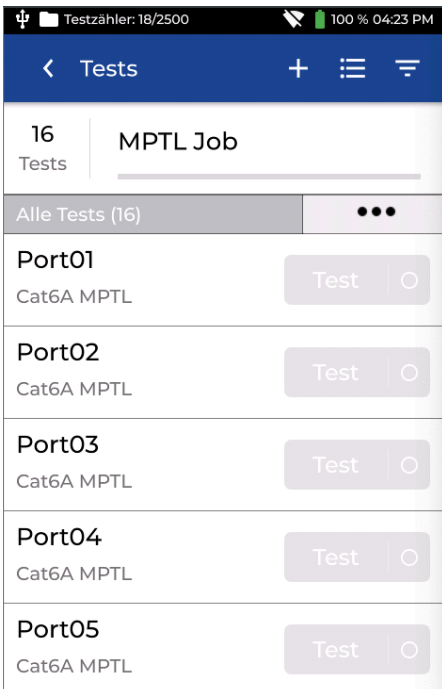 Testzähler: 18/2500 100 % 04:23 PM
Tests
16
Tests
MPTL Job
Alle Tests (16)
Port01
Cat6A MPTL
Test
Port02
Cat6A MPTL
Test
Port03
Cat6A MPTL
Test
Port04
Cat6A MPTL
Test
Port05
Cat6A MPTL
Test